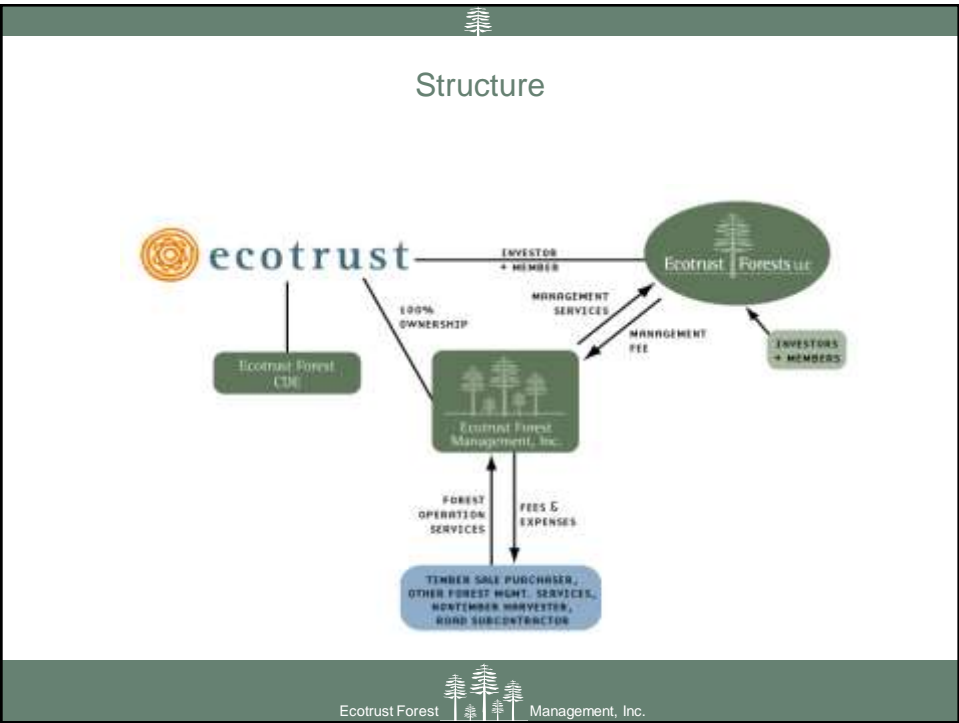 Structure
ecotrust
INVESTOR
+ MEMBER
Ecotrust Forests LLC
MANAGEMENT
SERVICES
100%
OWNERSHIP
MANAGEMENT
FEE
INVESTORS
+ MEMBERS
Ecotrust Forest
CDE
Ecotrust Forest
Management, Inc.
FOREST
OPERATION
SERVICES
FEES &
EXPENSES
TIMBER SALE PURCHASER,
OTHER FOREST MGMT. SERVICES,
NONTIMBER HARVESTER,
ROAD SUBCONTRACTOR
Ecotrust Forest Management, Inc.